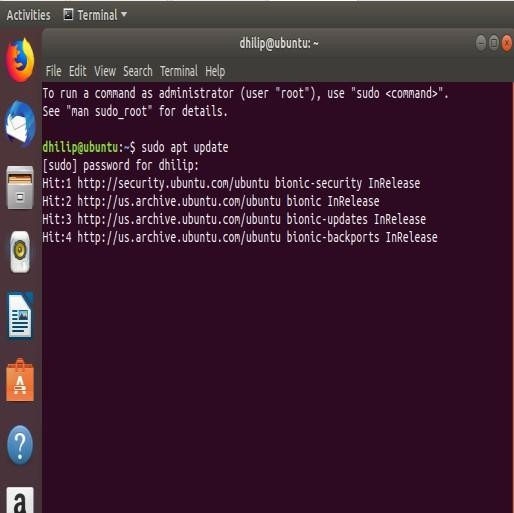 Activities Terminal
dhilip@ubuntu: ~
File Edit View Search Terminal Help
To run a command as administrator (user "root"), use "sudo <command>".
See "man sudo_root" for details.
dhilip@ubuntu:~$ sudo apt update
[sudo] password for dhilip:
Hit:1 http://security.ubuntu.com/ubuntu bionic-security InRelease
Hit:2 http://us.archive.ubuntu.com/ubuntu bionic InRelease
Hit:3 http://us.archive.ubuntu.com/ubuntu bionic-updates InRelease
Hit:4 http://us.archive.ubuntu.com/ubuntu bionic-backports InRelease
A
?
a